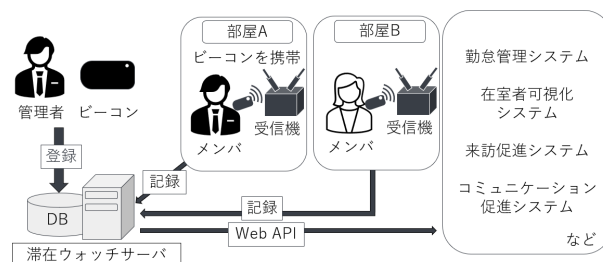 部屋A
ビーコンを携帯
受信機
メンバ
部屋B
受信機
メンバ
管理者
ビーコン
登録
記録
記録
DB
Web API
滞在ウォッチサーバ
勤怠管理システム
在室者可視化
システム
来訪促進システム
コミュニケーション
促進システム
など